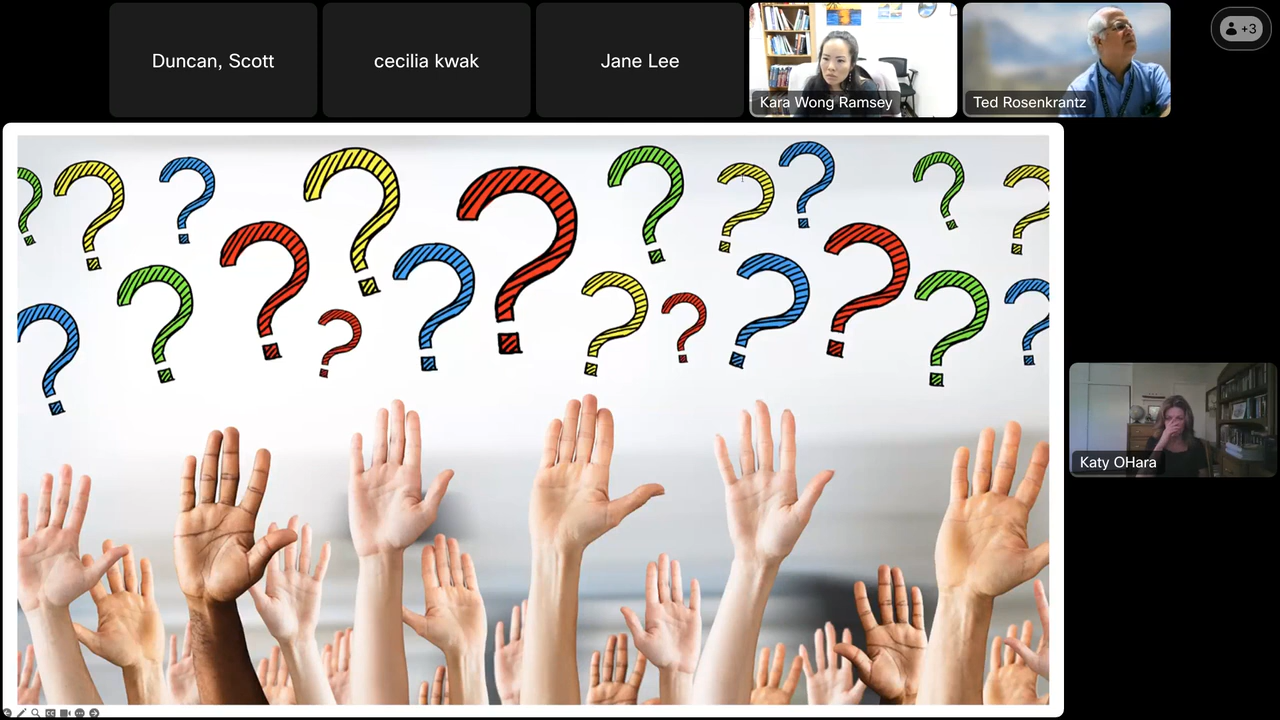 Duncan, Scott
cecilia kwak
Jane Lee
Kara Wong Ramsey
Ted Rosenkrantz
+3
Katy OHara